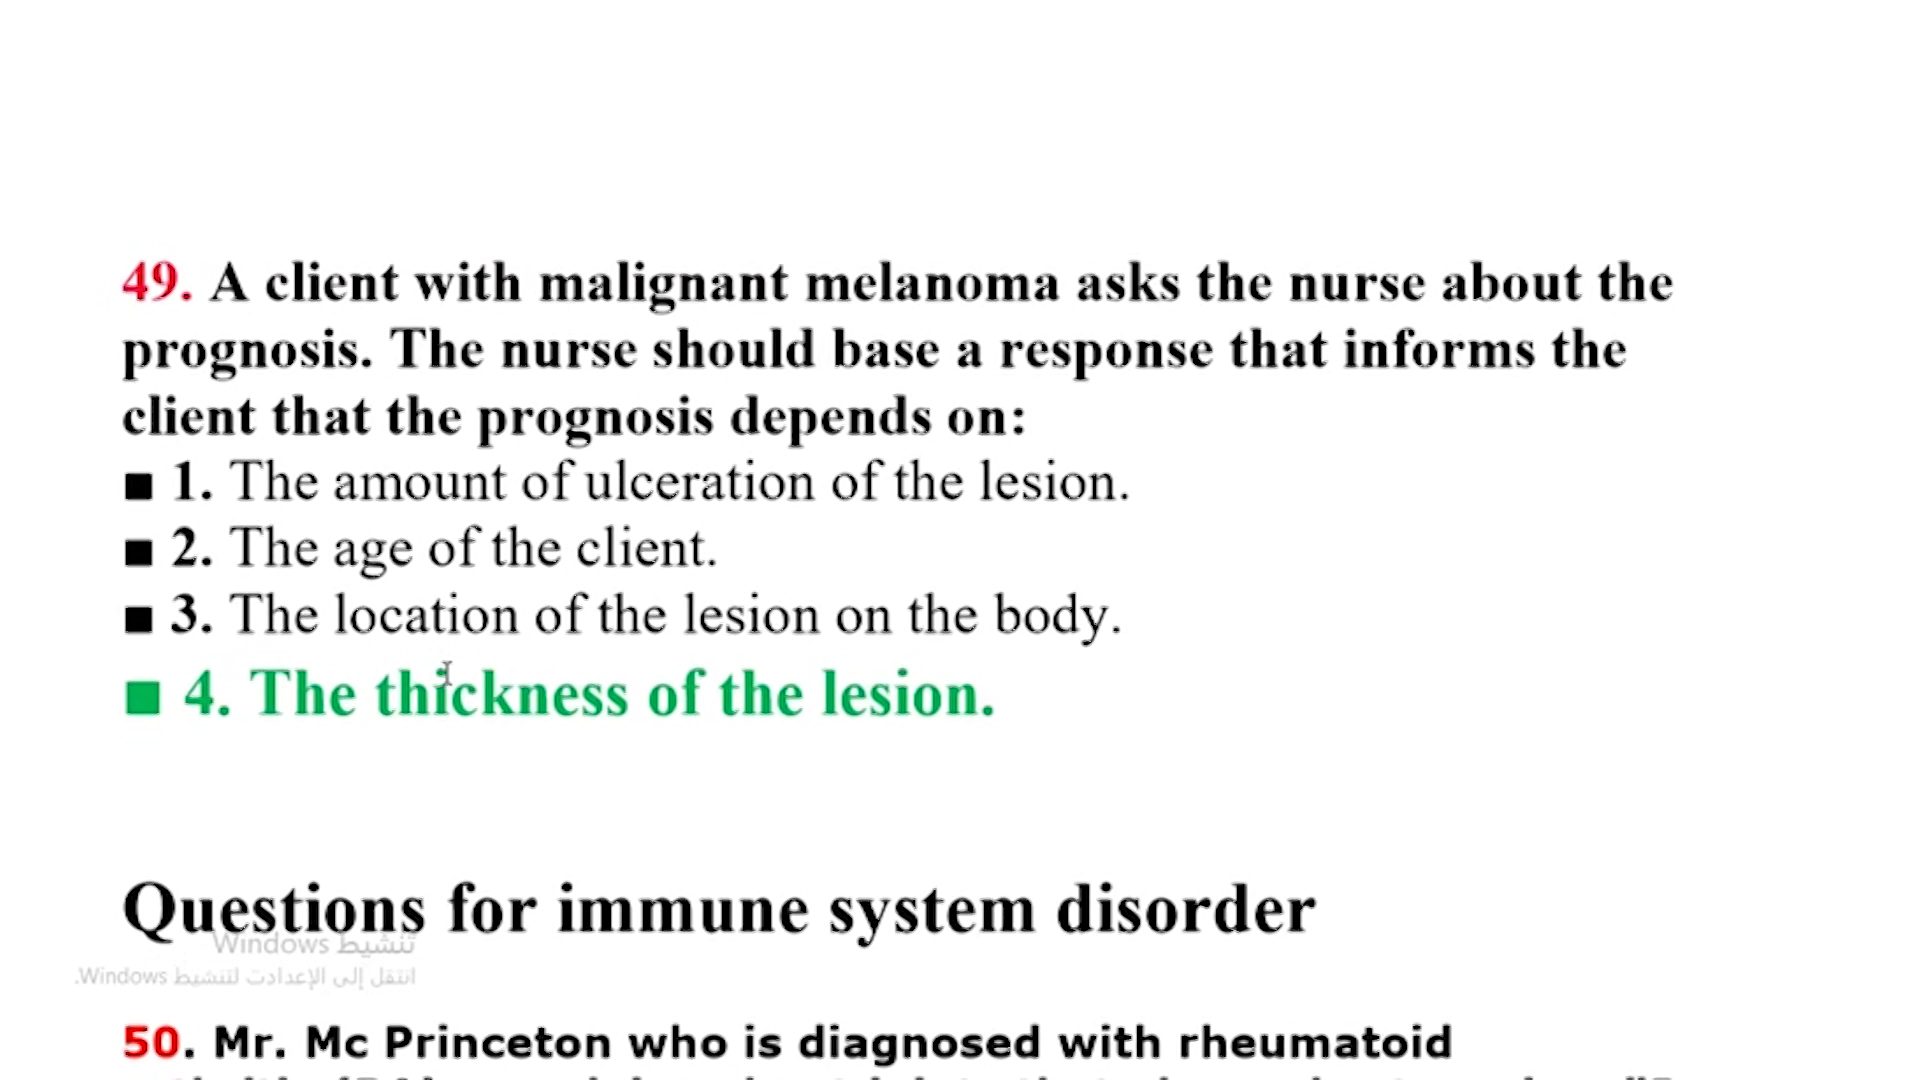 49. A client with malignant melanoma asks the nurse about the
prognosis. The nurse should base a response that informs the
client that the prognosis depends on:
■ 1. The amount of ulceration of the lesion.
■ 2. The age of the client.
■ 3. The location of the lesion on the body.
■ 4. The thickness of the lesion.
Questions for immune system disorder
تنشيط Windows
انتقل إلى الإعدادت لتنشيط Windows.
50. Mr. Mc Princeton who is diagnosed with rheumatoid